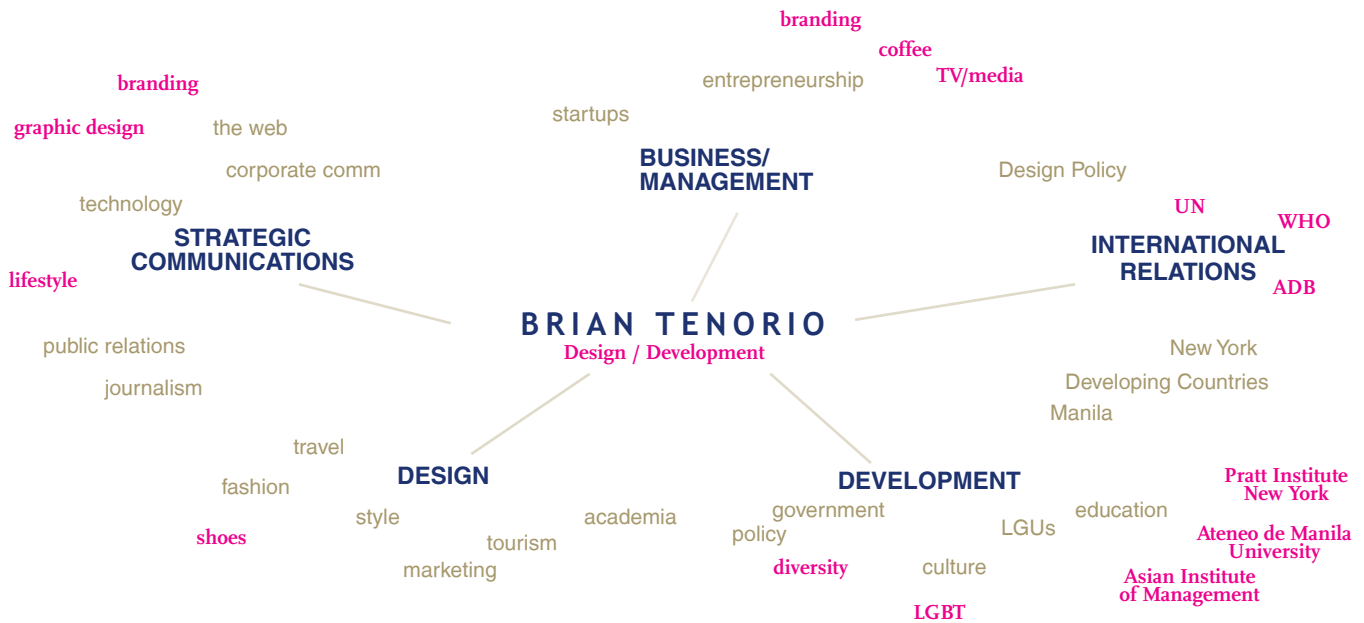 branding
coffee
TV/media
entrepreneurship
startups
BUSINESS/
MANAGEMENT
branding
graphic design
the web
corporate comm
technology
STRATEGIC
COMMUNICATIONS
lifestyle
public relations
journalism
Design Policy
UN
WHO
INTERNATIONAL
RELATIONS
ADB
New York
Developing Countries
Manila
BRIAN TENORIO
Design / Development
travel
DESIGN
fashion
style
shoes
academia
tourism
marketing
DEVELOPMENT
government
policy
LGUs
education
diversity
culture
LGBT
Pratt Institute
New York
Ateneo de Manila
University
Asian Institute
of Management